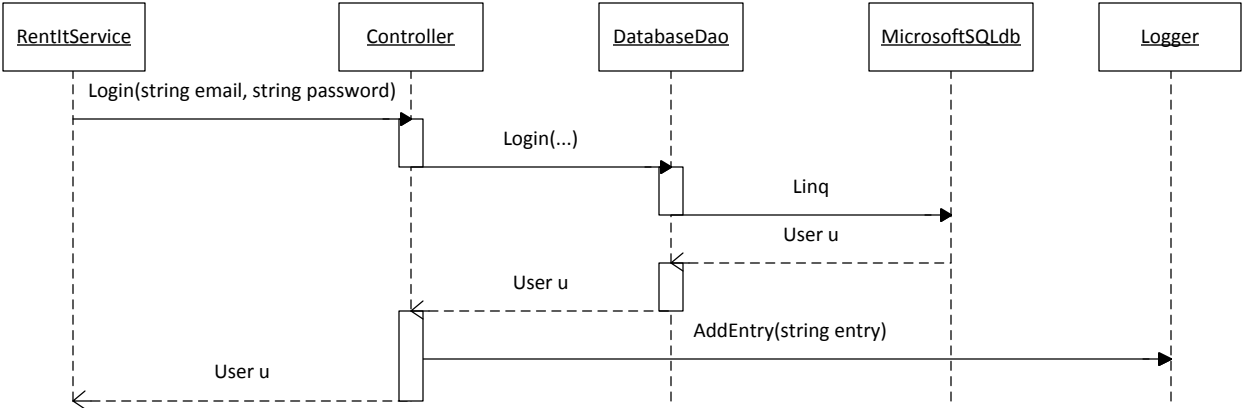 RentItService
Controller
DatabaseDao
MicrosoftSQLdb
Logger
Login(string email, string password)
Login(...)
Linq
User u
User u
AddEntry(string entry)
User u